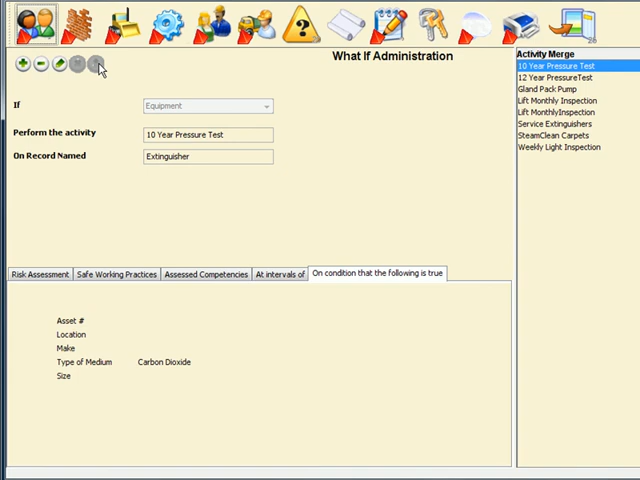 What If Administration
If
Equipment
Perform the activity
10 Year Pressure Test
On Record Named
Extinguisher
Risk Assessment
Safe Working Practices
Assessed Competencies
At intervals of
On condition that the following is true
Asset #
Location
Make
Type of Medium Carbon Dioxide
Size
Activity Merge
10 Year Pressure Test
12 Year PressureTest
Gland Pack Pump
Lift Monthly Inspection
Lift MonthlyInspection
Service Extinguishers
SteamClean Carpets
Weekly Light Inspection